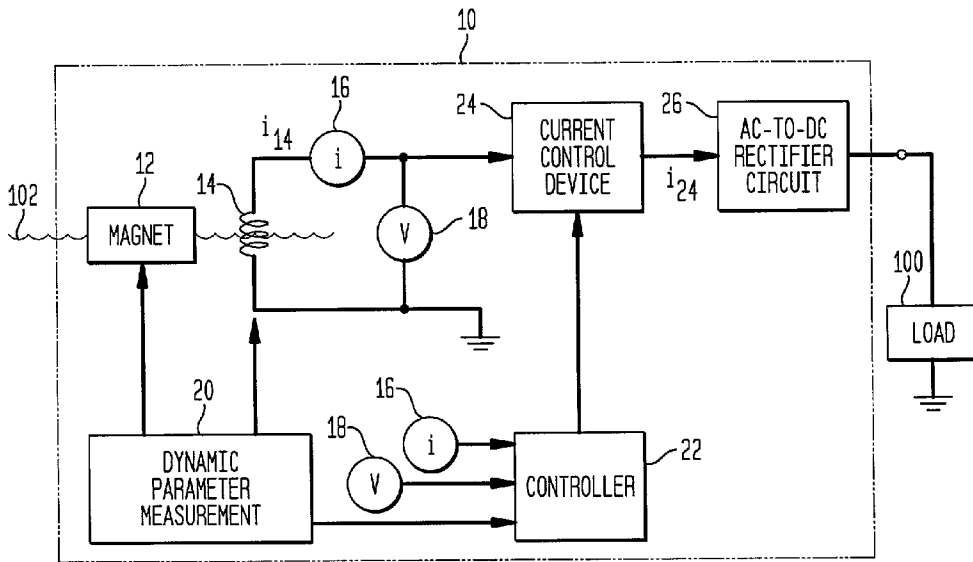 10
16
24
26
i14
i
CURRENT
CONTROL
DEVICE
AC-TO-DC
RECTIFIER
CIRCUIT
i24
102
12
14
MAGNET
V
18
100
LOAD
20
DYNAMIC
PARAMETER
MEASUREMENT
16
i
18
V
CONTROLLER
22